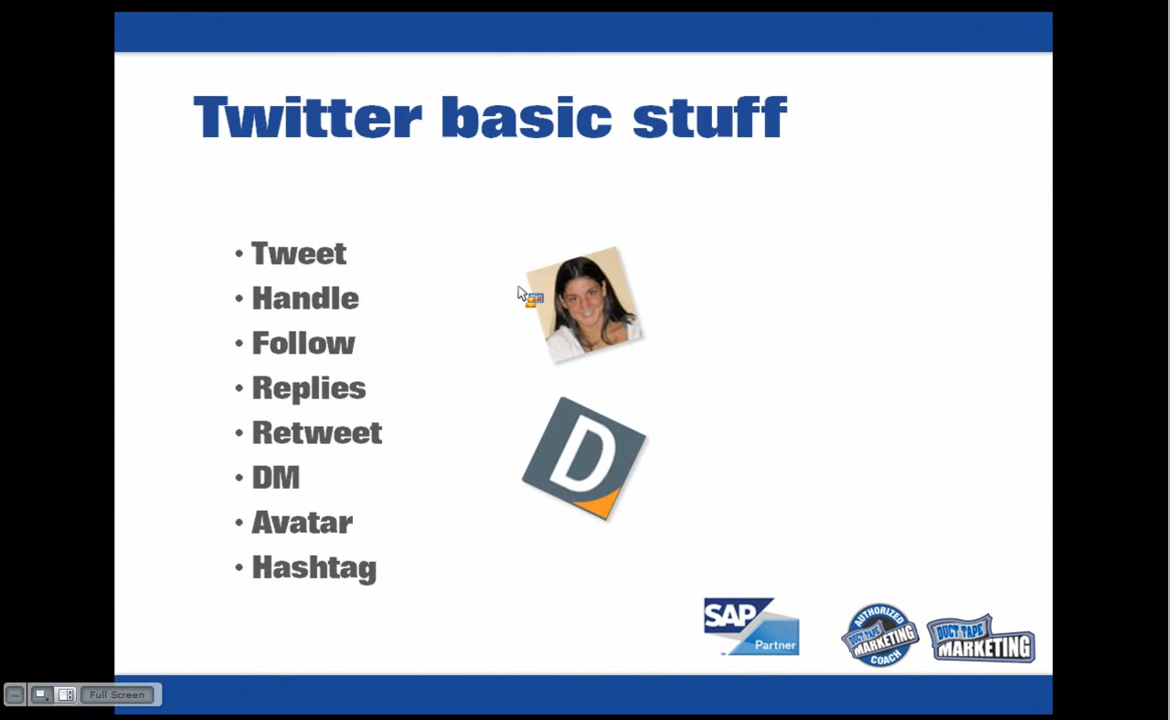 Twitter basic stuff
• Tweet
• Handle
• Follow
• Replies
• Retweet
• DM
• Avatar
• Hashtag
D
SAP
Partner
AUTHORIZED
DUCT TAPE
MARKETING
COACH
DUCT TAPE
MARKETING
Full Screen